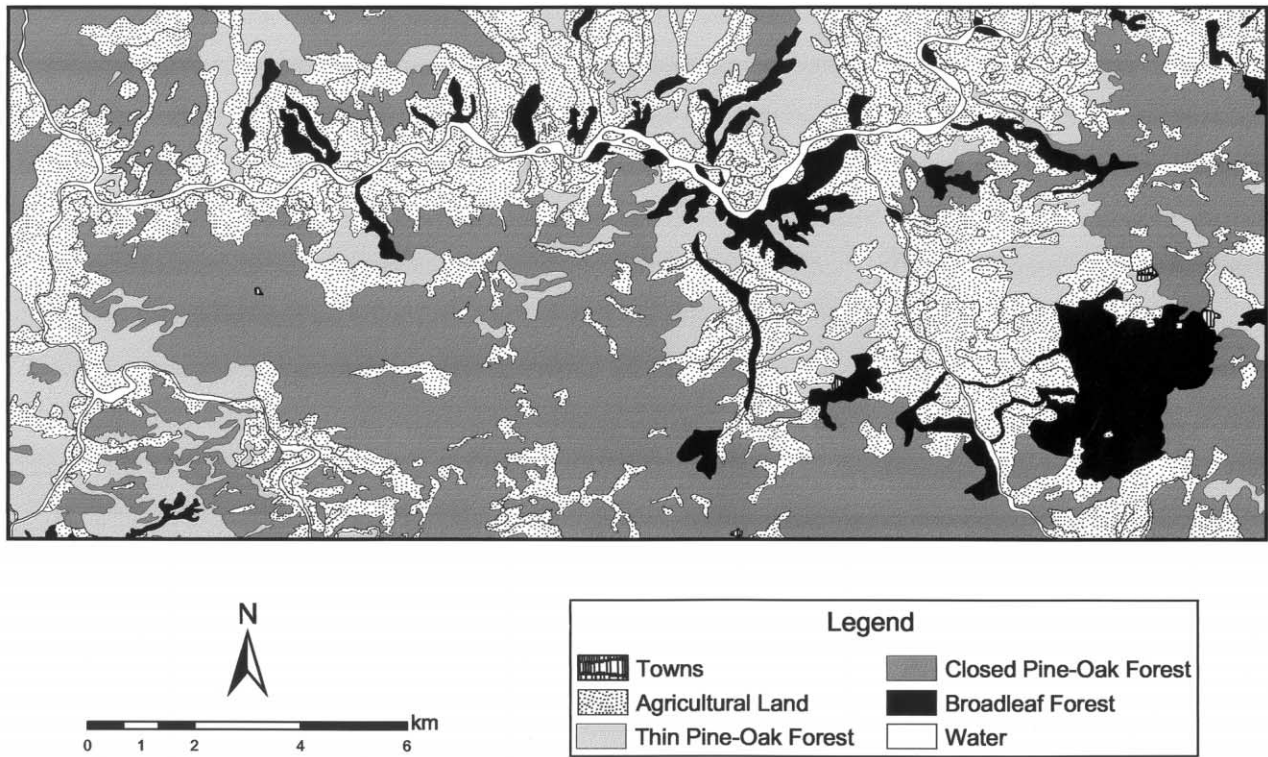 N
km
0 1 2 4 6
Legend
Towns
Agricultural Land
Thin Pine-Oak Forest
Closed Pine-Oak Forest
Broadleaf Forest
Water